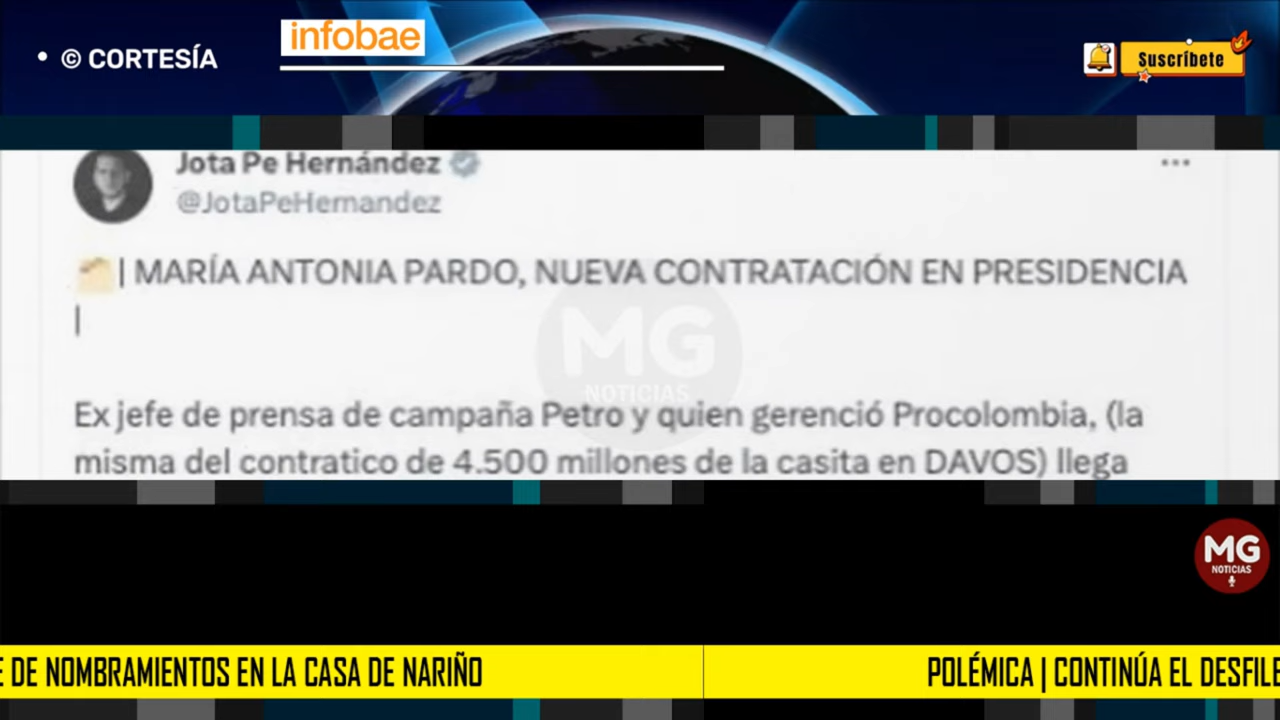 • © CORTESÍA
infobae
Suscríbete
Jota Pe Hernández
@JotaPeHernandez
| MARÍA ANTONIA PARDO, NUEVA CONTRATACIÓN EN PRESIDENCIA
|
Ex jefe de prensa de campaña Petro y quien gerenció Procolombia, (la
misma del contratico de 4.500 millones de la casita en DAVOS) llega
MG
NOTICIAS
MG
NOTICIAS
E DE NOMBRAMIENTOS EN LA CASA DE NARIÑO
POLÉMICA | CONTINÚA EL DESFILE